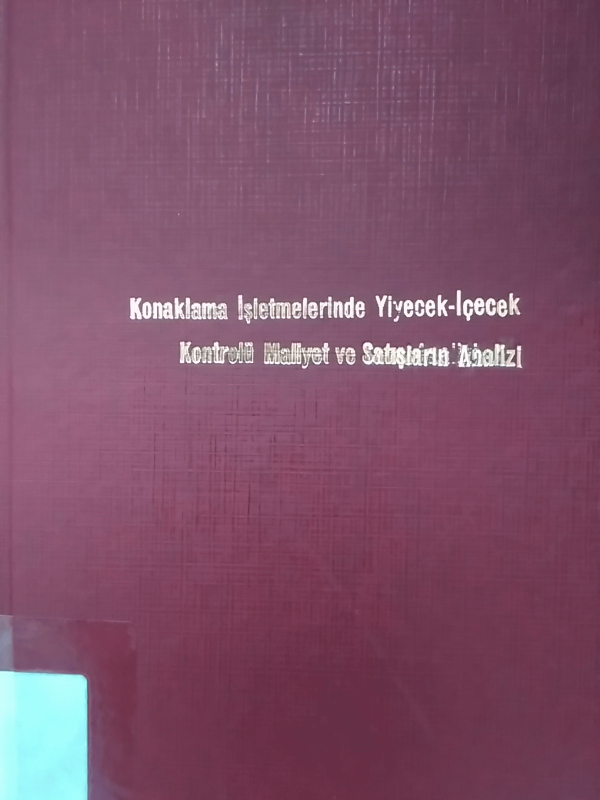 Konaklama İşletmelerinde Yiyecek-İçecek
Kontrolü Maliyet ve Satışların Analizi